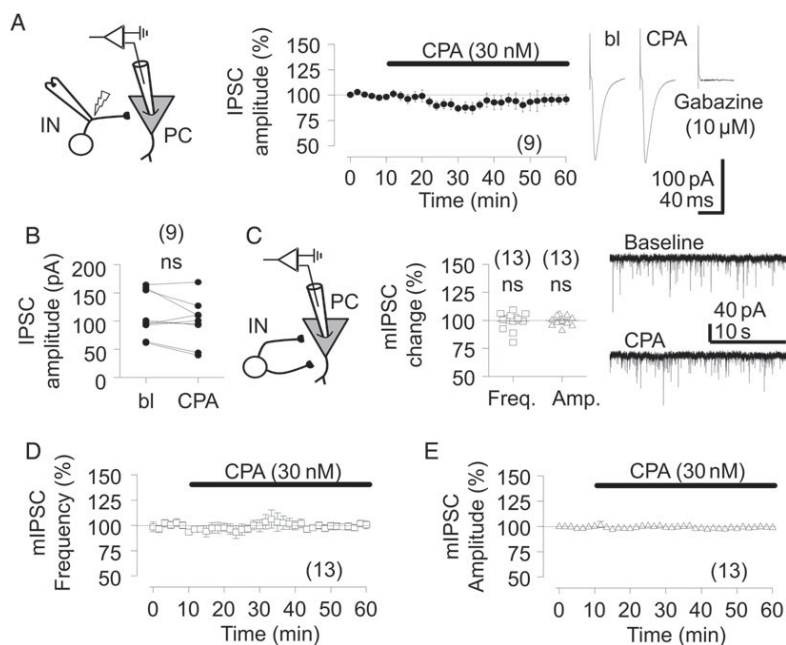 A
IN
PC
IPSC
amplitude (%)
150
125
100
75
50
CPA (30 nM)
(9)
0 10 20 30 40 50 60
Time (min)
bl CPA
Gabazine
(10 µM)
100 pA
40 ms
B
(9)
ns
IPSC
amplitude (pA)
200
150
100
50
0
bl CPA
C
IN
PC
mIPSC
change (%)
150
125
100
75
50
(13) (13)
ns ns
Freq. Amp.
Baseline
40 pA
10 s
CPA
D
mIPSC
Frequency (%)
150
125
100
75
50
CPA (30 nM)
(13)
0 10 20 30 40 50 60
Time (min)
E
mIPSC
Amplitude (%)
150
125
100
75
50
CPA (30 nM)
(13)
0 10 20 30 40 50 60
Time (min)